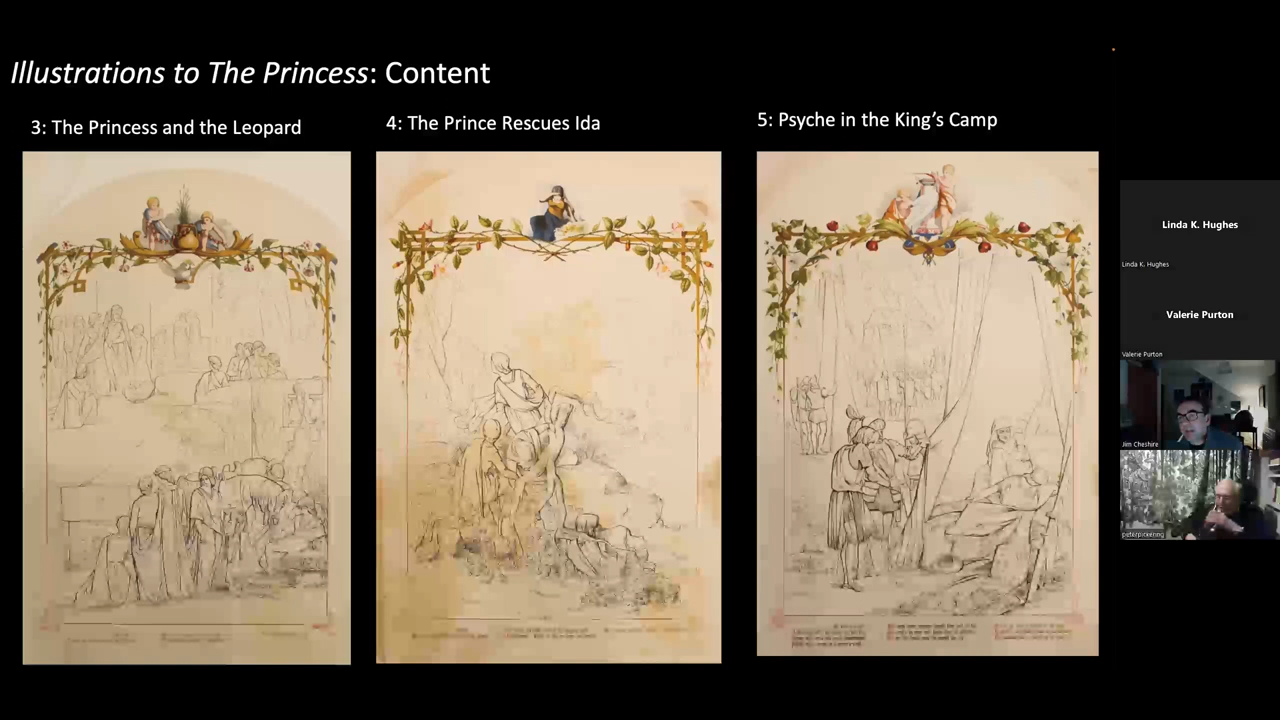 Illustrations to The Princess: Content
3: The Princess and the Leopard
4: The Prince Rescues Ida
5: Psyche in the King's Camp
Linda K. Hughes
Linda K. Hughes
Valerie Purton
Valerie Purton
Jim Cheshire
peterpickering